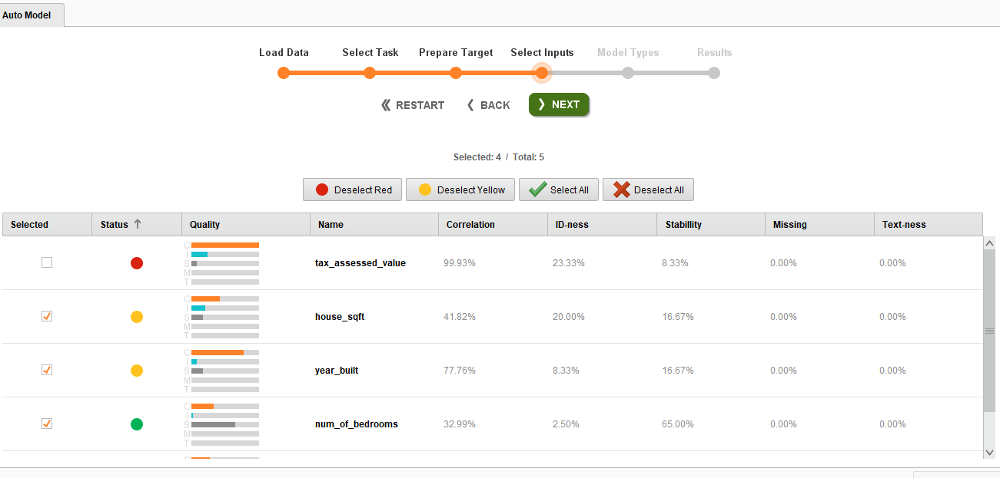 Auto Model
Load Data Select Task Prepare Target Select Inputs Model Types Results
RESTART BACK NEXT
Selected: 4 / Total: 5
Deselect Red Deselect Yellow Select All Deselect All
Selected Status Quality Name Correlation ID-ness Stabillity Missing Text-ness
C
I
S
M
T
tax_assessed_value 99.93% 23.33% 8.33% 0.00% 0.00%
C
I
S
M
T
house_sqft 41.82% 20.00% 16.67% 0.00% 0.00%
C
I
S
M
T
year_built 77.76% 8.33% 16.67% 0.00% 0.00%
C
I
S
M
T
num_of_bedrooms 32.99% 2.50% 65.00% 0.00% 0.00%